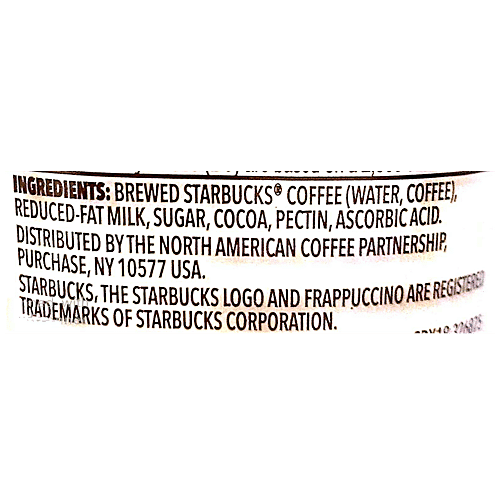 INGREDIENTS: BREWED STARBUCKS® COFFEE (WATER, COFFEE),
REDUCED-FAT MILK, SUGAR, COCOA, PECTIN, ASCORBIC ACID.
DISTRIBUTED BY THE NORTH AMERICAN COFFEE PARTNERSHIP,
PURCHASE, NY 10577 USA.
STARBUCKS, THE STARBUCKS LOGO AND FRAPPUCCINO ARE REGISTERED
TRADEMARKS OF STARBUCKS CORPORATION.